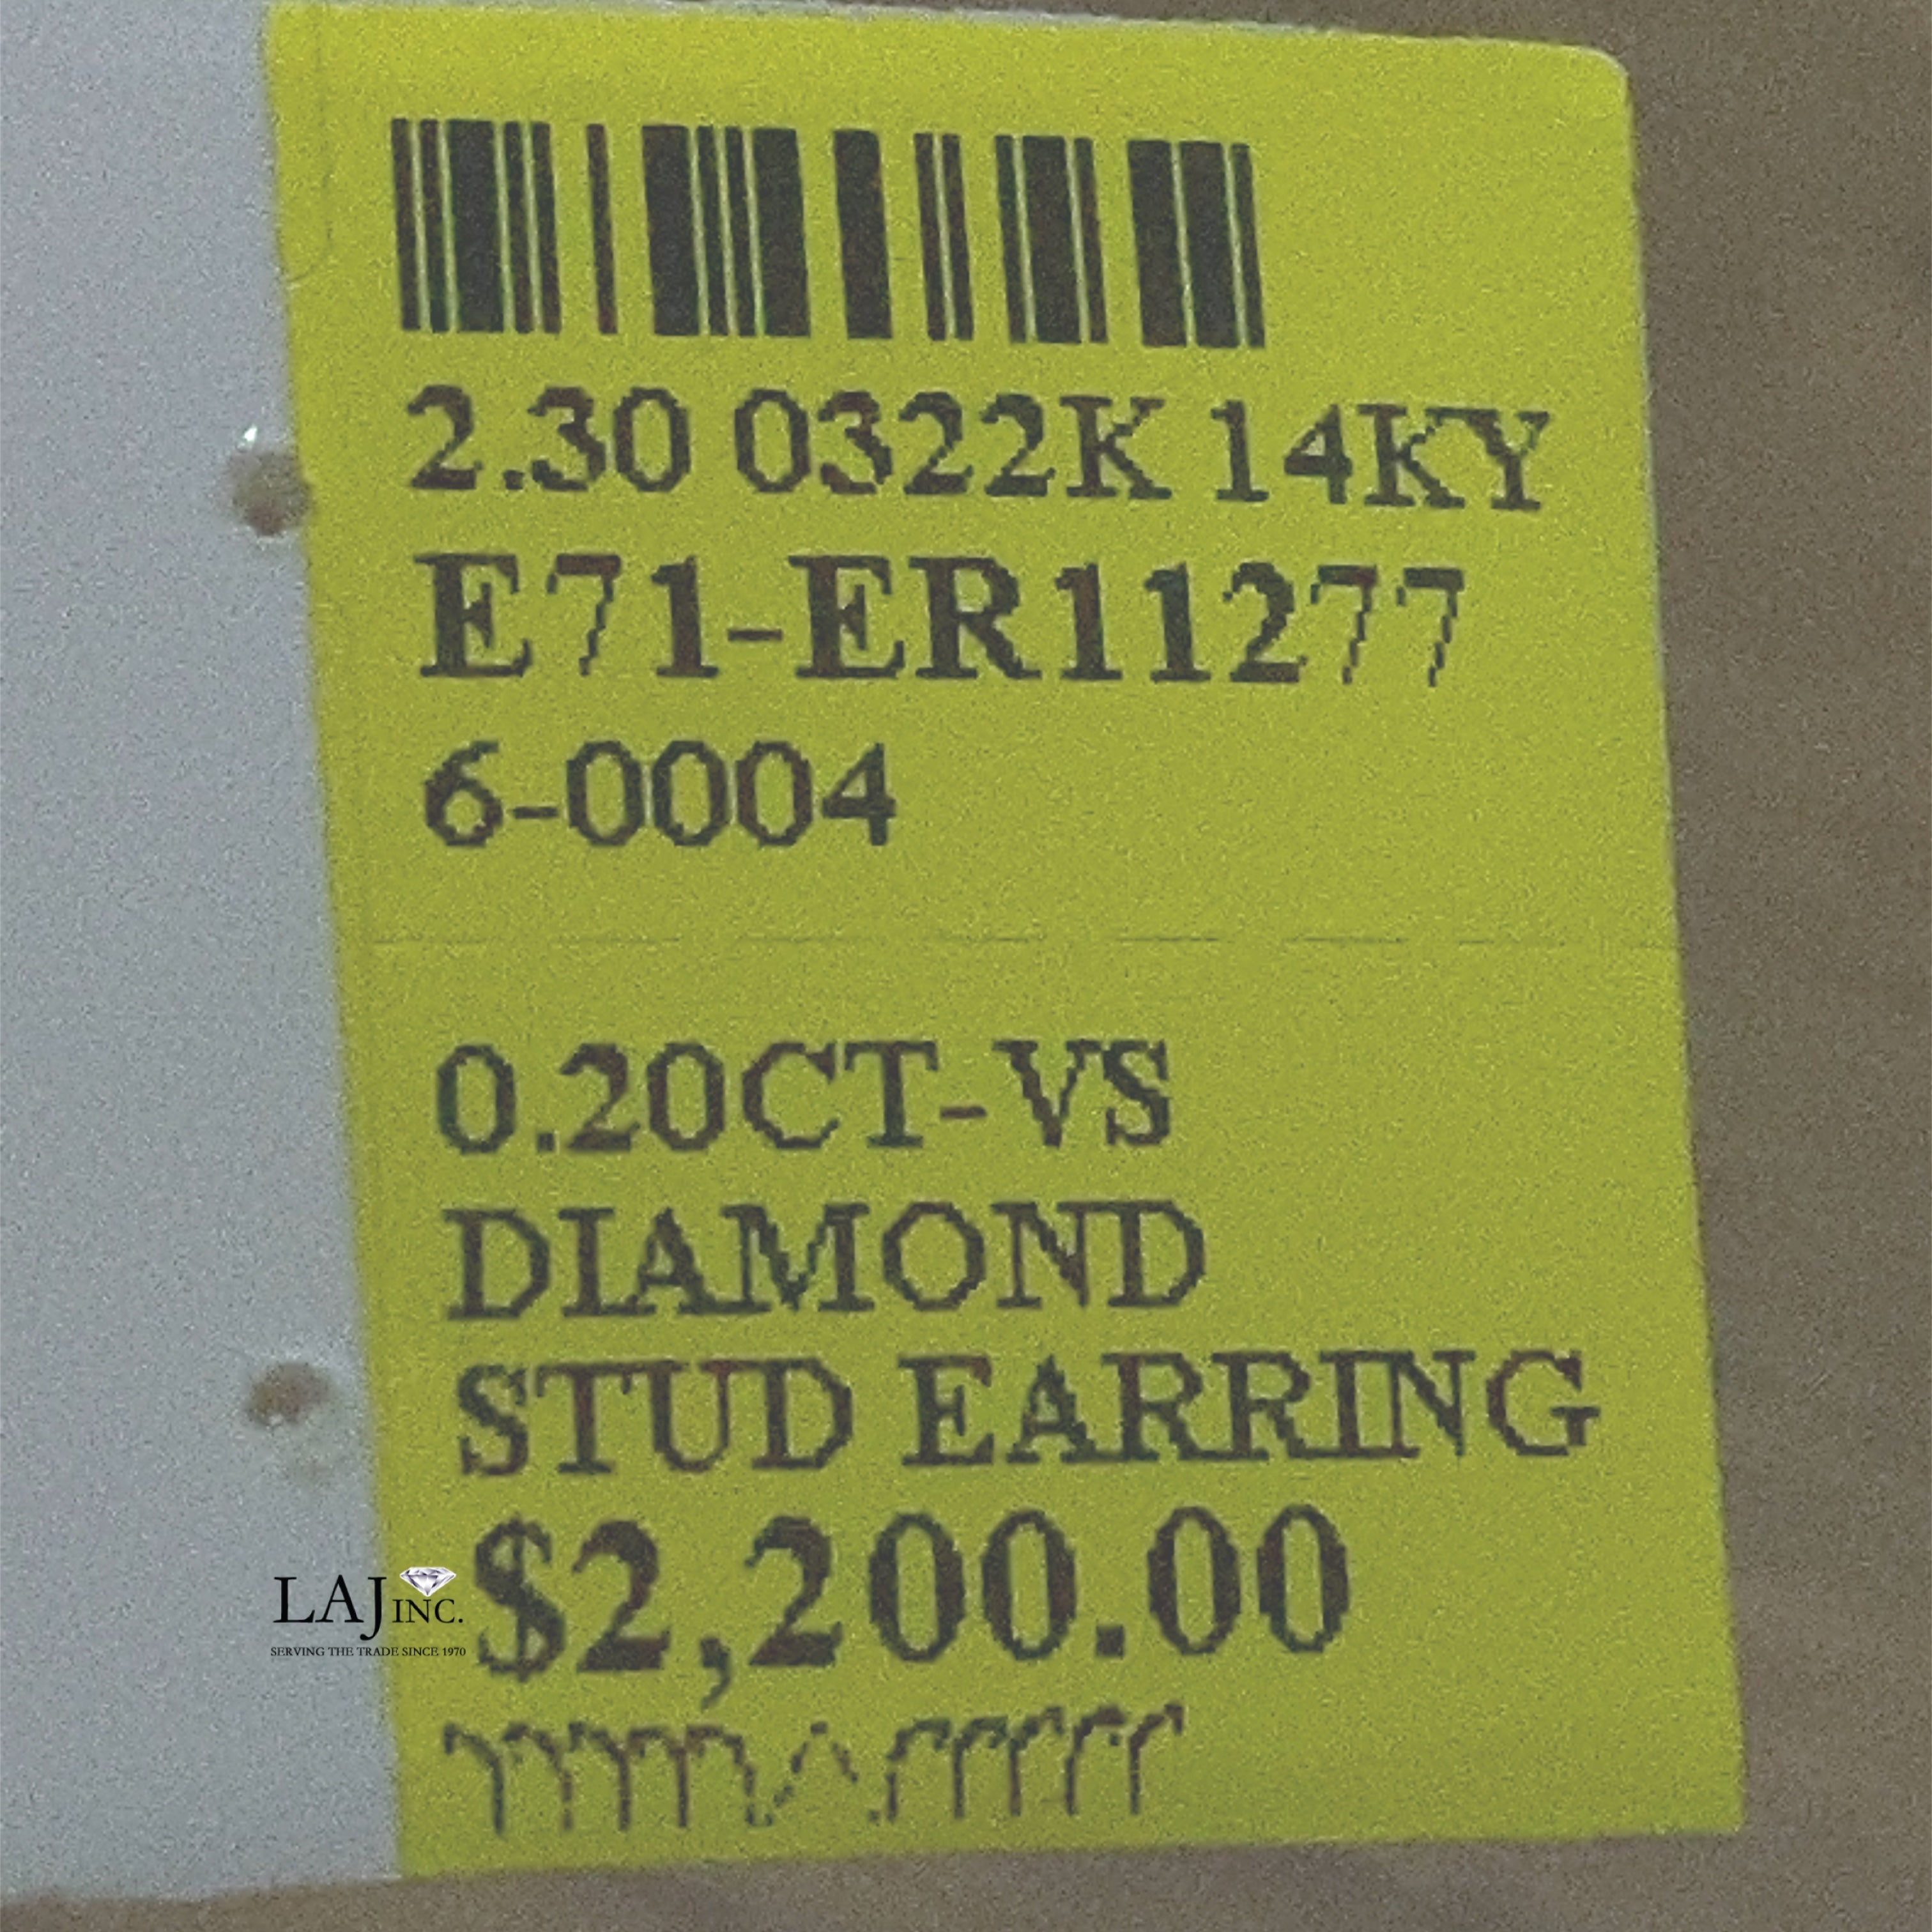 2.30 0322K 14KY
E71-ER11277
6-0004
0.20CT-VS
DIAMOND
STUD EARRING
$2,200.00
LAJ INC.
SERVING THE TRADE SINCE 1970